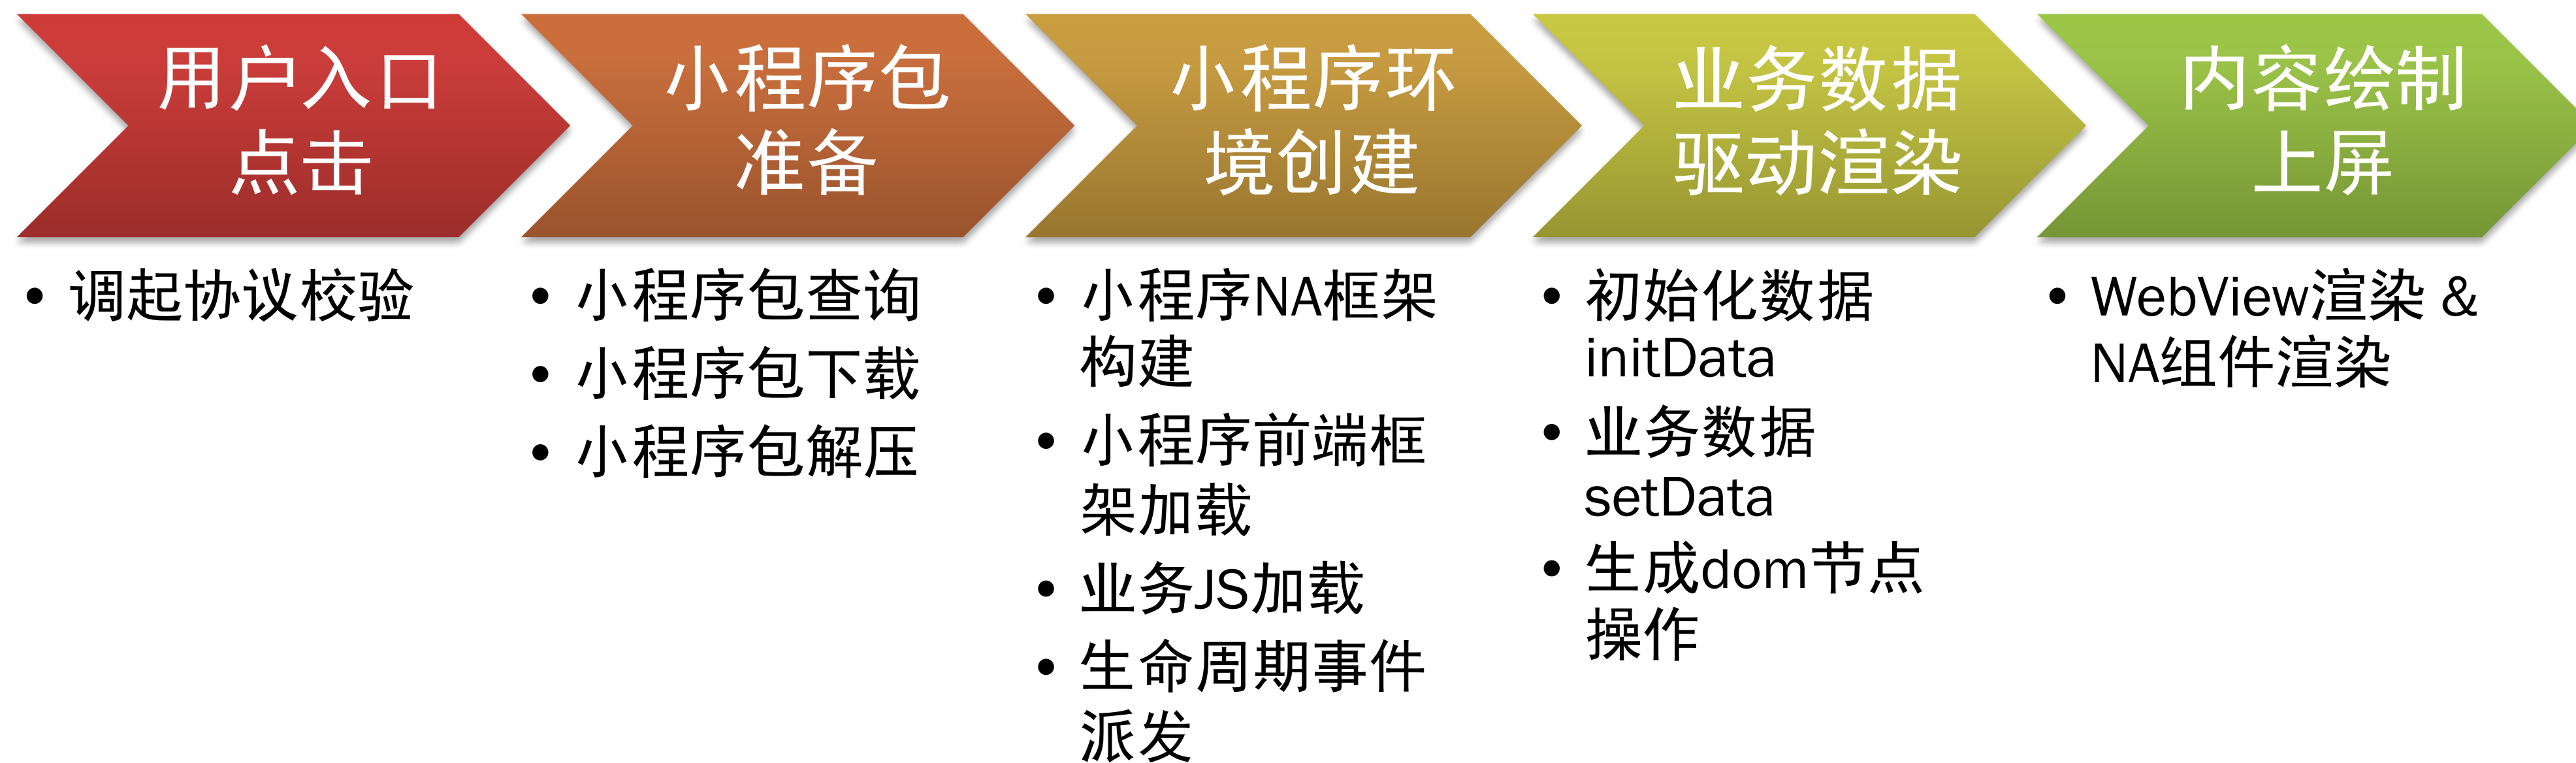 用户入口
点击
• 调起协议校验
小程序包
准备
• 小程序包查询
• 小程序包下载
• 小程序包解压
小程序环
境创建
• 小程序NA框架
构建
• 小程序前端框
架加载
• 业务JS加载
• 生命周期事件
派发
业务数据
驱动渲染
• 初始化数据
initData
• 业务数据
setData
• 生成dom节点
操作
内容绘制
上屏
• WebView渲染 &
NA组件渲染